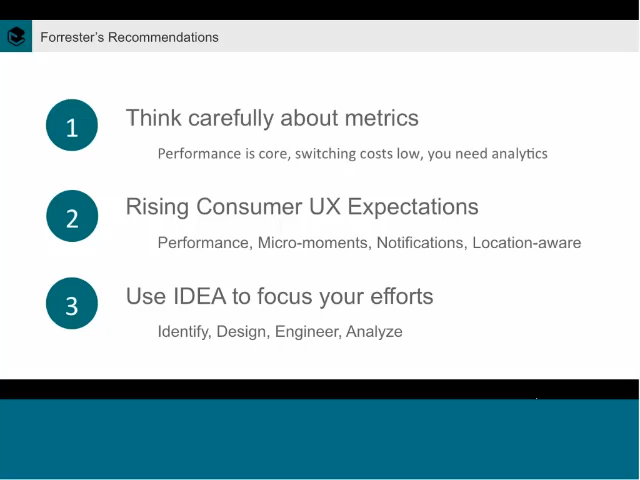 Forrester's Recommendations
1
Think carefully about metrics
Performance is core, switching costs low, you need analytics
2
Rising Consumer UX Expectations
Performance, Micro-moments, Notifications, Location-aware
3
Use IDEA to focus your efforts
Identify, Design, Engineer, Analyze